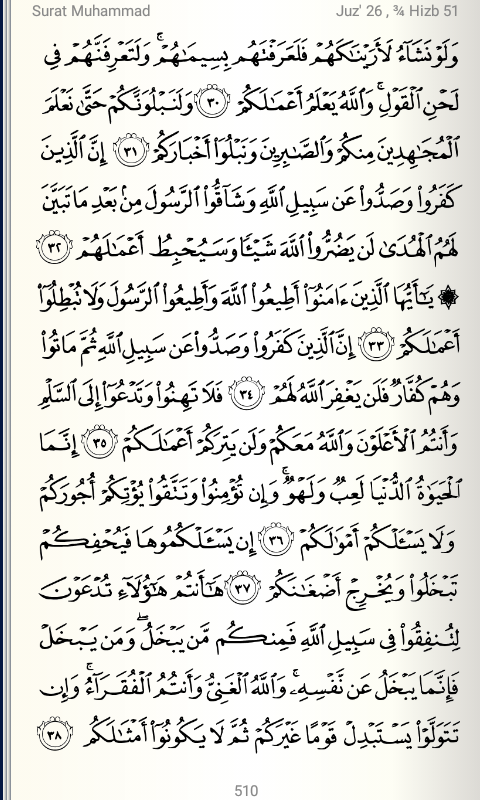 Surat Muhammad
Juz' 26 , ¾ Hizb 51
وَلَوْ نَشَآءُ لَأَرَيْنَٰكَهُمْ فَلَعَرَفْتَهُم بِسِيمَٰهُمْ ۚ وَلَتَعْرِفَنَّهُمْ فِى
لَحْنِ ٱلْقَوْلِ ۚ وَٱللَّهُ يَعْلَمُ أَعْمَٰلَكُمْ ٣٠ وَلَنَبْلُوَنَّكُمْ حَتَّىٰ نَعْلَمَ
ٱلْمُجَٰهِدِينَ مِنكُمْ وَٱلصَّٰبِرِينَ وَنَبْلُوَا۟ أَخْبَارَكُمْ ٣١ إِنَّ ٱلَّذِينَ
كَفَرُوا۟ وَصَدُّوا۟ عَن سَبِيلِ ٱللَّهِ وَشَآقُّوا۟ ٱلرَّسُولَ مِنۢ بَعْدِ مَا تَبَيَّنَ
لَهُمُ ٱلْهُدَىٰ لَن يَضُرُّوا۟ ٱللَّهَ شَيْـًٔا وَسَيُحْبِطُ أَعْمَٰلَهُمْ ٣٢
۞ يَٰٓأَيُّهَا ٱلَّذِينَ ءَامَنُوٓا۟ أَطِيعُوا۟ ٱللَّهَ وَأَطِيعُوا۟ ٱلرَّسُولَ وَلَا تُبْطِلُوٓا۟
أَعْمَٰلَكُمْ ٣٣ إِنَّ ٱلَّذِينَ كَفَرُوا۟ وَصَدُّوا۟ عَن سَبِيلِ ٱللَّهِ ثُمَّ مَاتُوا۟
وَهُمْ كُفَّارٌ فَلَن يَغْفِرَ ٱللَّهُ لَهُمْ ٣٤ فَلَا تَهِنُوا۟ وَتَدْعُوٓا۟ إِلَى ٱلسَّلْمِ
وَأَنتُمُ ٱلْأَعْلَوْنَ وَٱللَّهُ مَعَكُمْ وَلَن يَتِرَكُمْ أَعْمَٰلَكُمْ ٣٥ إِنَّمَا
ٱلْحَيَوٰةُ ٱلدُّنْيَا لَعِبٌ وَلَهْوٌ ۚ وَإِن تُؤْمِنُوا۟ وَتَتَّقُوا۟ يُؤْتِكُمْ أُجُورَكُمْ
وَلَا يَسْـَٔلْكُمْ أَمْوَٰلَكُمْ ٣٦ إِن يَسْـَٔلْكُمُوهَا فَيُحْفِكُمْ
تَبْخَلُوا۟ وَيُخْرِجْ أَضْغَٰنَكُمْ ٣٧ هَٰٓأَنتُمْ هَٰٓؤُلَآءِ تُدْعَوْنَ
لِتُنفِقُوا۟ فِى سَبِيلِ ٱللَّهِ فَمِنكُم مَّن يَبْخَلُ ۖ وَمَن يَبْخَلْ
فَإِنَّمَا يَبْخَلُ عَن نَّفْسِهِۦ ۚ وَٱللَّهُ ٱلْغَنِىُّ وَأَنتُمُ ٱلْفُقَرَآءُ ۚ وَإِن
تَتَوَلَّوْا۟ يَسْتَبْدِلْ قَوْمًا غَيْرَكُمْ ثُمَّ لَا يَكُونُوٓا۟ أَمْثَٰلَكُم ٣٨
510